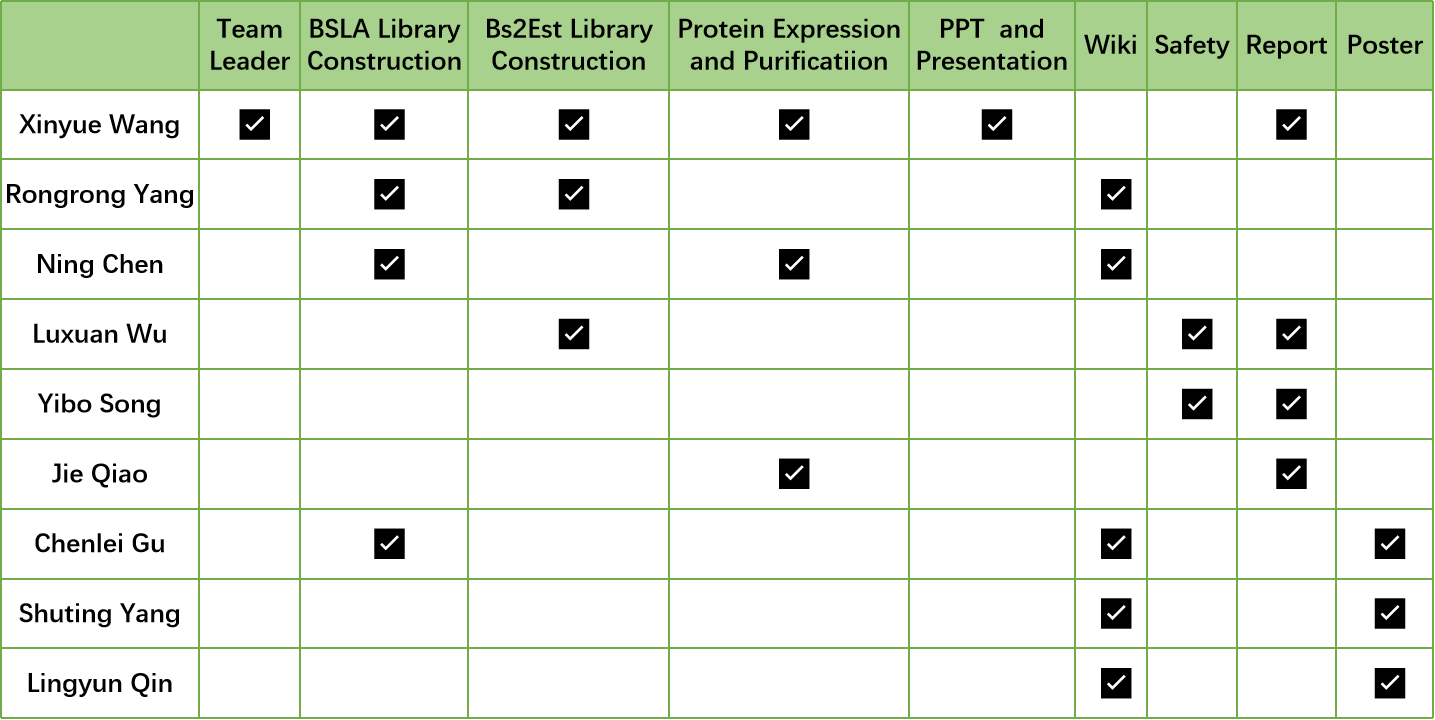 Team
Leader
BSLA Library
Construction
Bs2Est Library
Construction
Protein Expression
and Purificatiion
PPT and
Presentation
Wiki
Safety
Report
Poster
Xinyue Wang
Rongrong Yang
Ning Chen
Luxuan Wu
Yibo Song
Jie Qiao
Chenlei Gu
Shuting Yang
Lingyun Qin